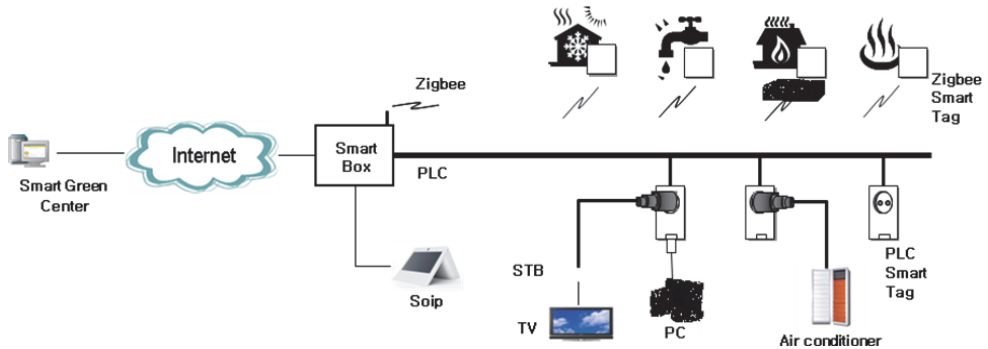 Zigbee
Zigbee
Smart
Tag
Internet
Smart
Box
PLC
Smart Green
Center
Soip
STB
TV
PC
PLC
Smart
Tag
Air conditioner